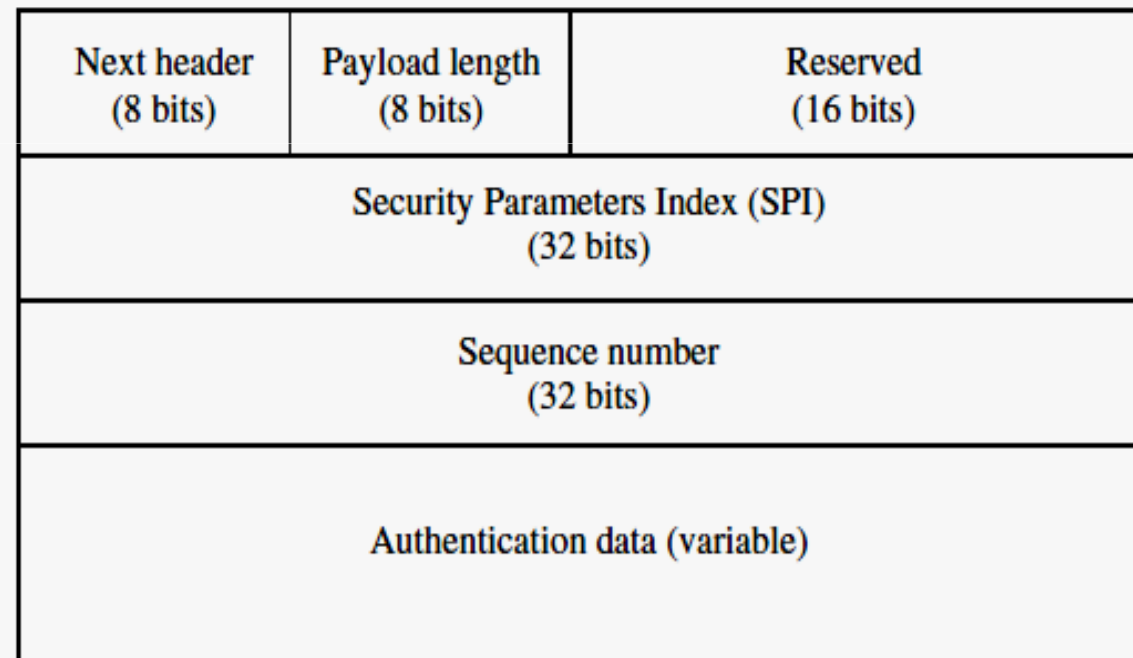 Next header
(8 bits)
Payload length
(8 bits)
Reserved
(16 bits)
Security Parameters Index (SPI)
(32 bits)
Sequence number
(32 bits)
Authentication data (variable)